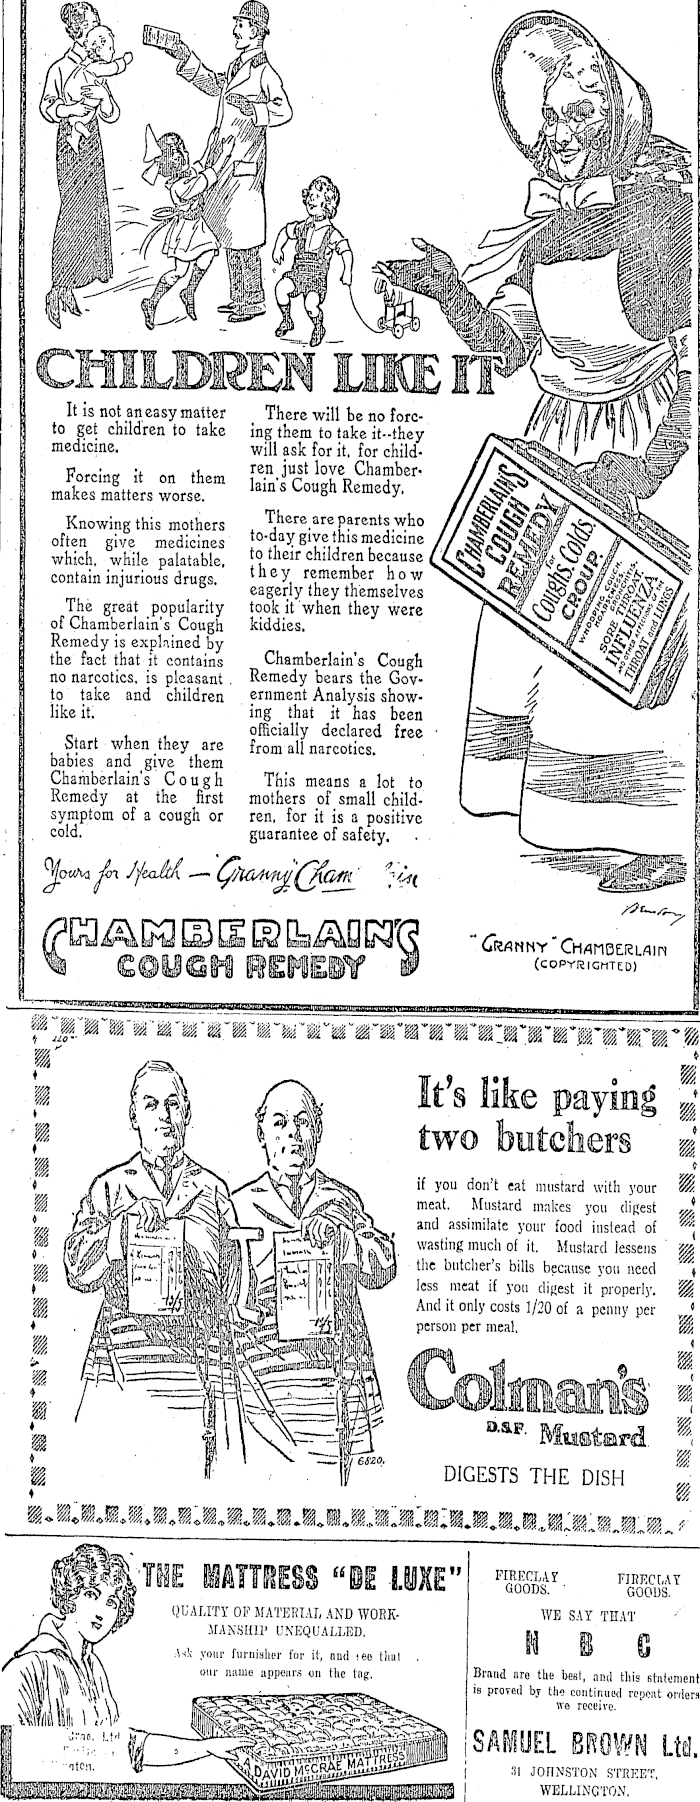 CHILDREN LIKE IT
It is not an easy matter
to get children to take
medicine.
Forcing it on them
makes matters worse.
Knowing this mothers
often give medicines
which, while palatable,
contain injurious drugs.
The great popularity
of Chamberlain's Cough
Remedy is explained by
the fact that it contains
no narcotics, is pleasant
to take and children
like it.
Start when they are
babies and give them
Chamberlain's Cough
Remedy at the first
symptom of a cough or
cold.
There will be no forc-
ing them to take it--they
will ask for it, for child-
ren just love Chamber-
lain's Cough Remedy.
There are parents who
to-day give this medicine
to their children because
they remember how
eagerly they themselves
took it when they were
kiddies.
Chamberlain's Cough
Remedy bears the Gov-
ernment Analysis show-
ing that it has been
officially declared free
from all narcotics.
This means a lot to
mothers of small child-
ren, for it is a positive
guarantee of safety.
CHAMBERLAIN'S
COUGH
REMEDY
for
Coughs, Colds,
CROUP.
WHOOPING COUGH,
HOARSENESS,
BRONCHITIS,
SORE THROAT,
INFLUENZA
THROAT and LUNGS
Yours for Health — "Granny" Cham
CHAMBERLAIN'S
COUGH REMEDY
"GRANNY" CHAMBERLAIN
(COPYRIGHTED)
110
It's like paying
two butchers
if you don't eat mustard with your
meat. Mustard makes you digest
and assimilate your food instead of
wasting much of it. Mustard lessens
the butcher's bills because you need
less meat if you digest it properly.
And it only costs 1/20 of a penny per
person per meal.
Colman's
D.S.F. Mustard
DIGESTS THE DISH
6820.
THE MATTRESS "DE LUXE"
QUALITY OF MATERIAL AND WORK-
MANSHIP UNEQUALLED.
Ask your furnisher for it, and see that
our name appears on the tag.
A DAVID McCRAE MATTRESS
FIRECLAY FIRECLAY
GOODS. GOODS.
WE SAY THAT
N B C
Brand are the best, and this statement
is proved by the continued repeat orders
we receive.
SAMUEL BROWN Ltd.
31 JOHNSTON STREET,
WELLINGTON.